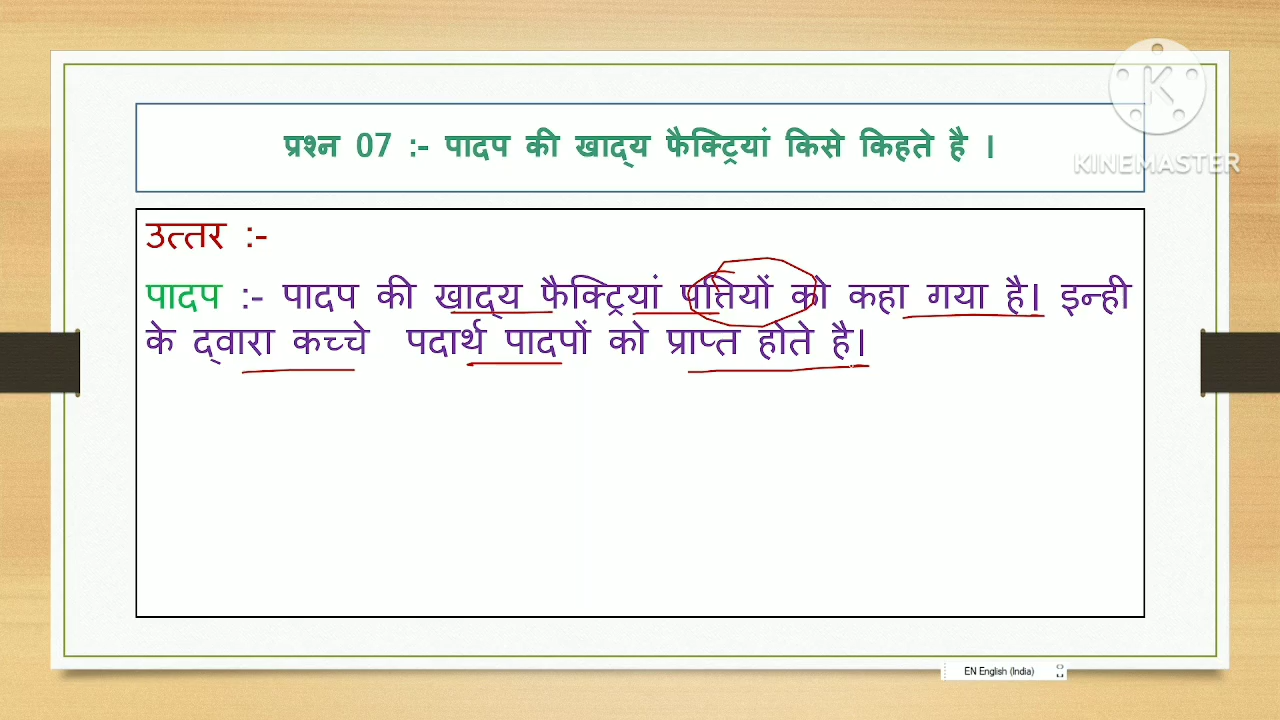 प्रश्न 07 :- पादप की खाद्य फैक्ट्रियां किसे किहते है ।
KINEMASTER
उत्तर :-
पादप :- पादप की खाद्य फैक्ट्रियां पत्तियों को कहा गया है। इन्ही
के द्वारा कच्चे पदार्थ पादपों को प्राप्त होते है।
EN English (India)